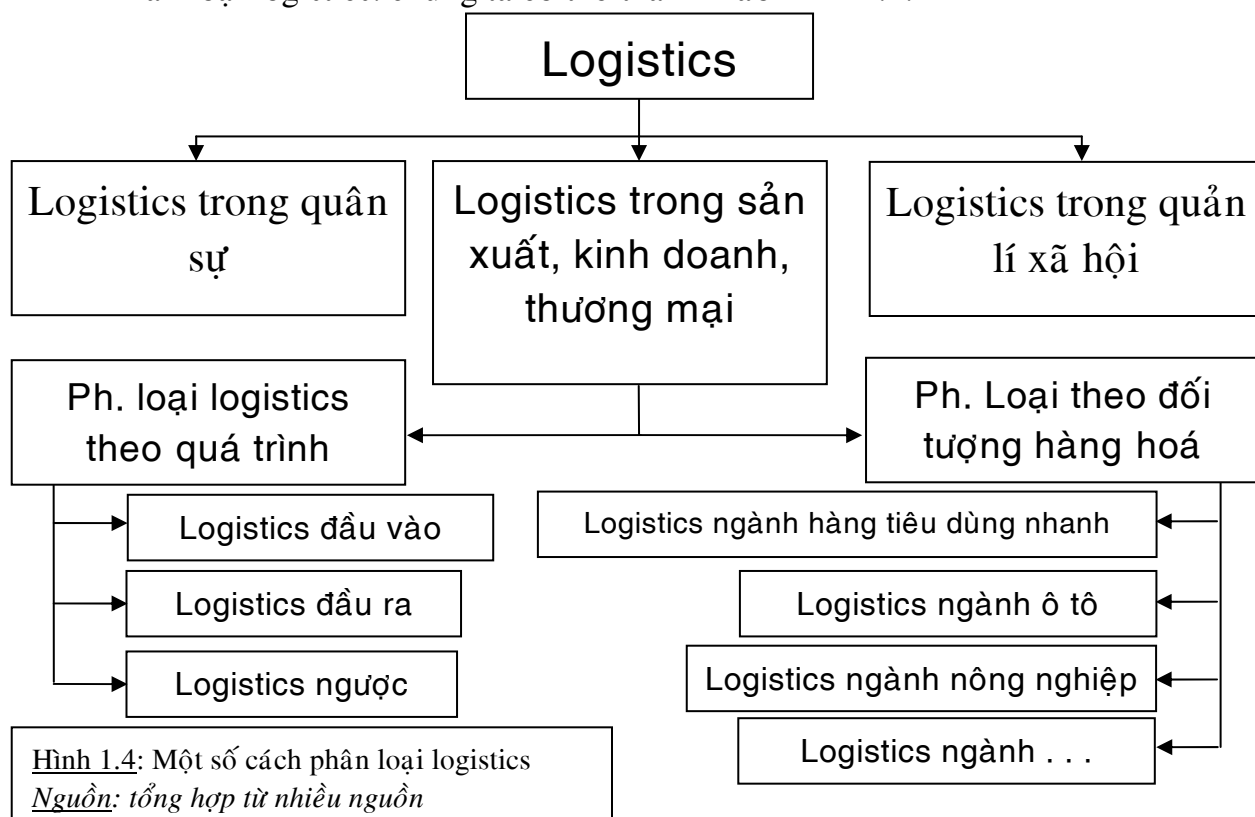 Logistics
Logistics trong quân
sự
Logistics trong sản
xuất, kinh doanh,
thương mại
Logistics trong quản
lí xã hội
Ph. loại logistics
theo quá trình
Ph. Loại theo đối
tượng hàng hoá
Logistics đầu vào
Logistics đầu ra
Logistics ngược
Logistics ngành hàng tiêu dùng nhanh
Logistics ngành ô tô
Logistics ngành nông nghiệp
Logistics ngành . . .
Hình 1.4: Một số cách phân loại logistics
Nguồn: tổng hợp từ nhiều nguồn